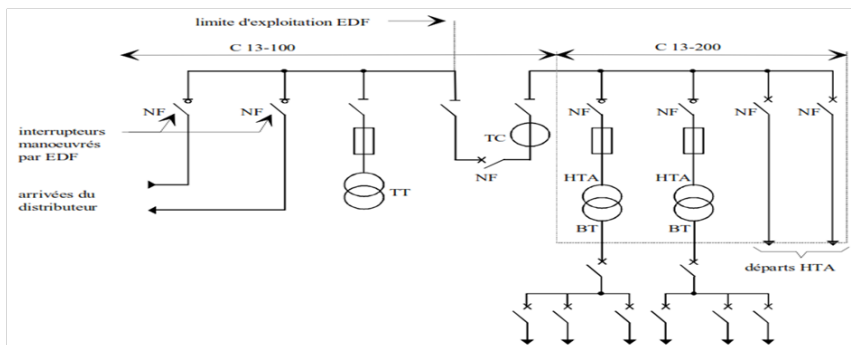 limite d'exploitation EDF
C 13-100
C 13-200
NF
NF
TC
NF
NF
NF
NF
interrupteurs
manoeuvrés
par EDF
NF
HTA
HTA
arrivées du
distributeur
TT
BT
BT
départs HTA